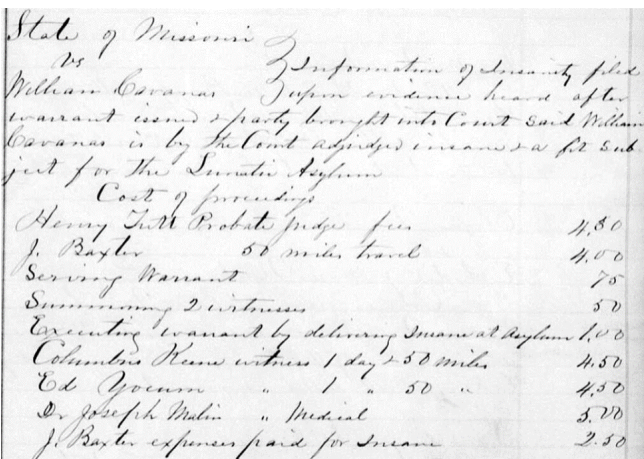 State of Missouri
vs } Information of Insanity filed
William Cavanas } upon evidence heard after
warrant issued & party brought into Court Said William
Cavanas is by the Court adjudged insane & a fit sub
ject for the Lunatic Asylum
Cost of proceedings
Henry Tutt Probate judge fees 4.80
J. Baxter 50 miles travel 4.00
Serving Warrant 75
Summoning 2 witnesses 50
Executing warrant by delivering Insane at Asylum 1.00
Columbus Keene witness 1 day & 50 miles 4.50
Ed Yocum " 1 " 50 " 4.50
Dr Joseph Malin " Medical 5.00
J. Baxter expenses paid for Insane 2.50